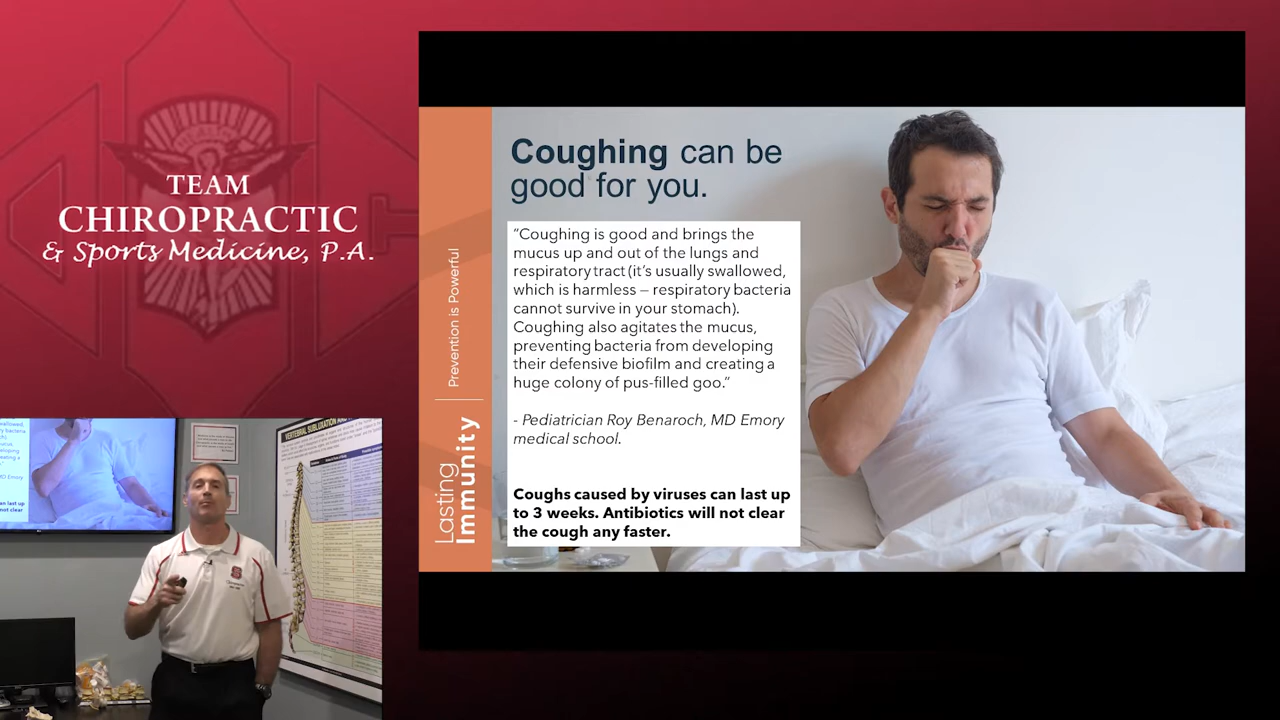 TEAM
CHIROPRACTIC
& Sports Medicine, P.A.
Coughing can be
good for you.
“Coughing is good and brings the
mucus up and out of the lungs and
respiratory tract (it’s usually swallowed,
which is harmless – respiratory bacteria
cannot survive in your stomach).
Coughing also agitates the mucus,
preventing bacteria from developing
their defensive biofilm and creating a
huge colony of pus-filled goo.”
- Pediatrician Roy Benaroch, MD Emory
medical school.
Coughs caused by viruses can last up
to 3 weeks. Antibiotics will not clear
the cough any faster.
Prevention is Powerful
Lasting
Immunity
VERTEBRAL SUBLUXATION